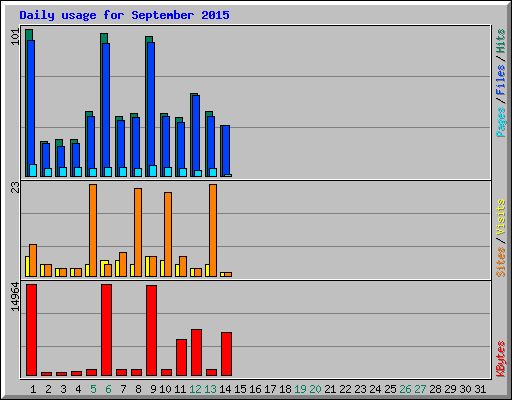 Daily usage for September 2015
101
Pages / Files / Hits
23
Sites / Visits
14964
KBytes
1 2 3 4 5 6 7 8 9 10 11 12 13 14 15 16 17 18 19 20 21 22 23 24 25 26 27 28 29 30 31